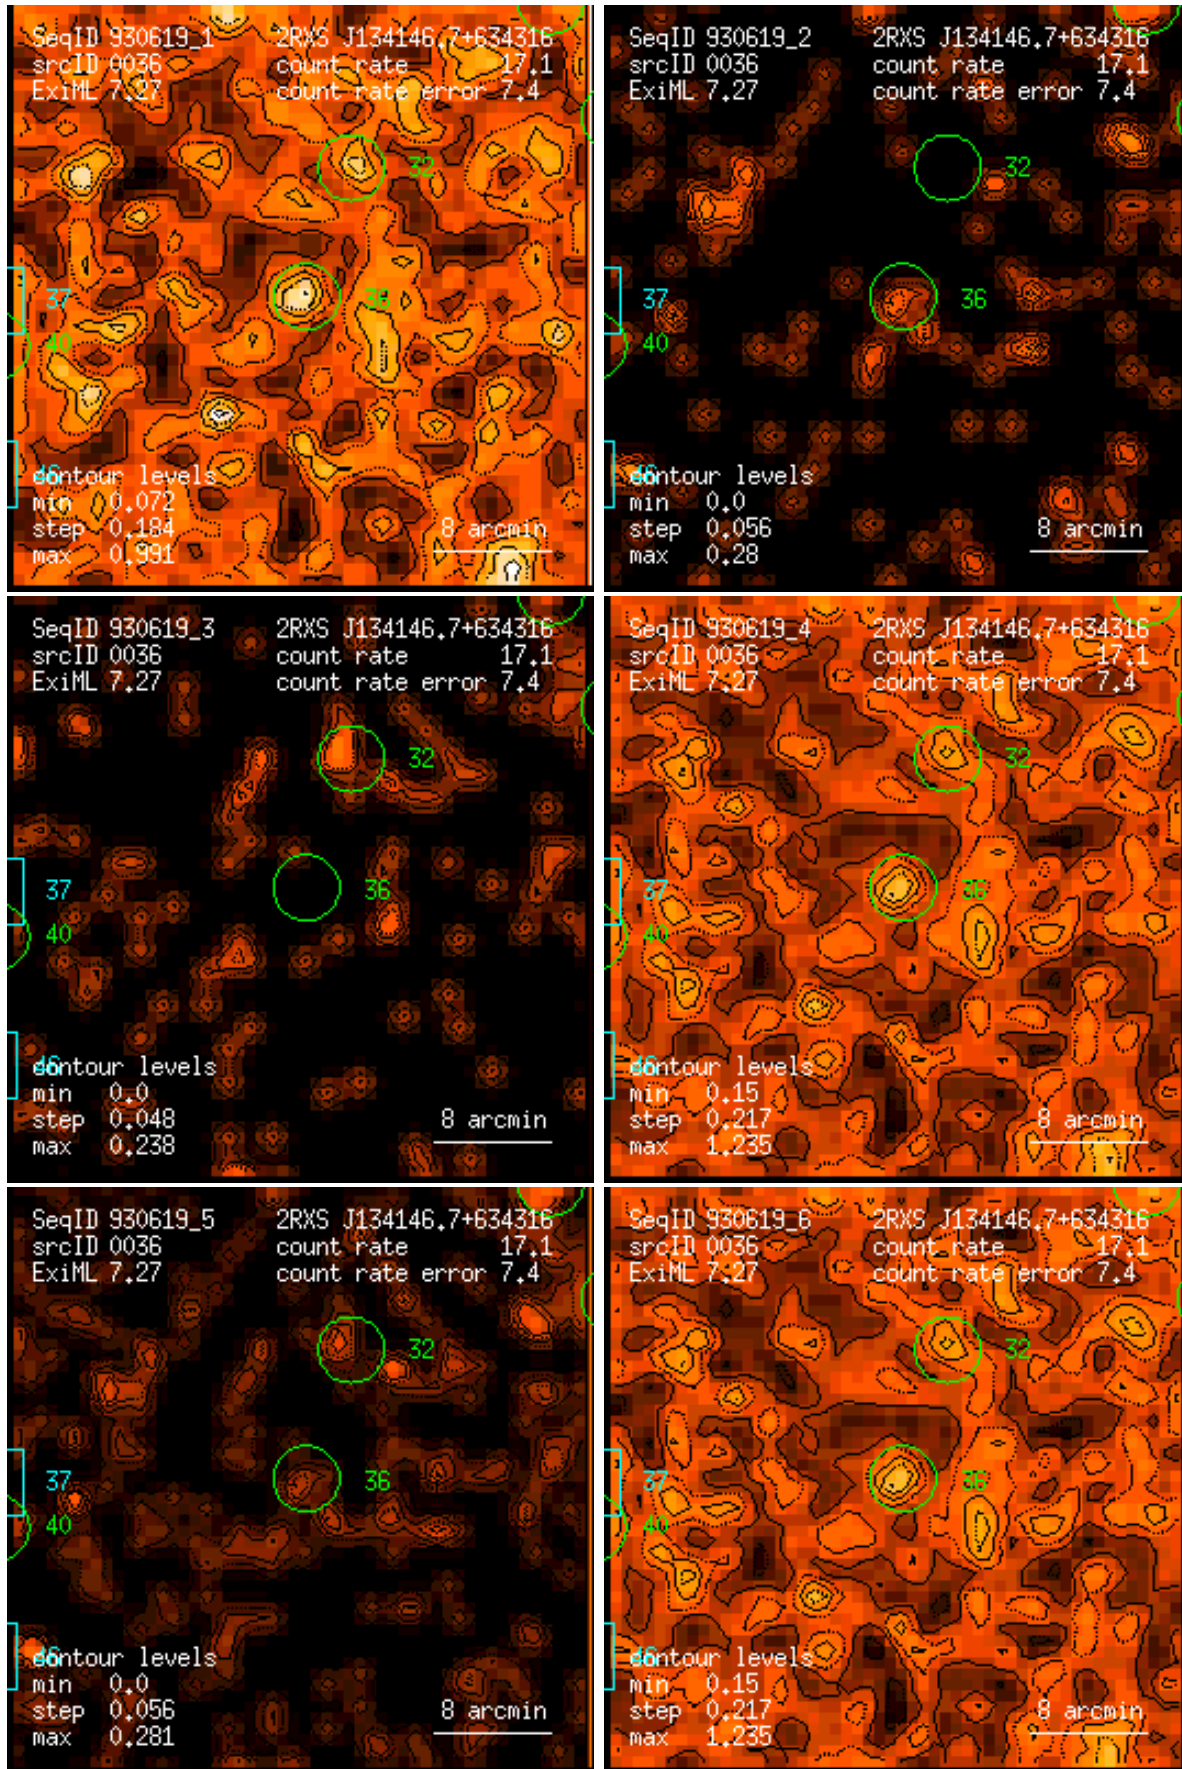 SeqID 930619_1 2RXS J134146.7+634316
srcID 0036 count rate 17.1
ExiML 7.27 count rate error 7.4
32
37 36
40
46
contour levels
min 0.072
step 0.184 8 arcmin
max 0.991
SeqID 930619_2 2RXS J134146.7+634316
srcID 0036 count rate 17.1
ExiML 7.27 count rate error 7.4
32
37 36
40
46
contour levels
min 0.0
step 0.056 8 arcmin
max 0.28
SeqID 930619_3 2RXS J134146.7+634316
srcID 0036 count rate 17.1
ExiML 7.27 count rate error 7.4
32
37 36
40
46
contour levels
min 0.0
step 0.048 8 arcmin
max 0.238
SeqID 930619_4 2RXS J134146.7+634316
srcID 0036 count rate 17.1
ExiML 7.27 count rate error 7.4
32
37 36
40
46
contour levels
min 0.15
step 0.217 8 arcmin
max 1.235
SeqID 930619_5 2RXS J134146.7+634316
srcID 0036 count rate 17.1
ExiML 7.27 count rate error 7.4
32
37 36
40
46
contour levels
min 0.0
step 0.056 8 arcmin
max 0.281
SeqID 930619_6 2RXS J134146.7+634316
srcID 0036 count rate 17.1
ExiML 7.27 count rate error 7.4
32
37 36
40
46
contour levels
min 0.15
step 0.217 8 arcmin
max 1.235